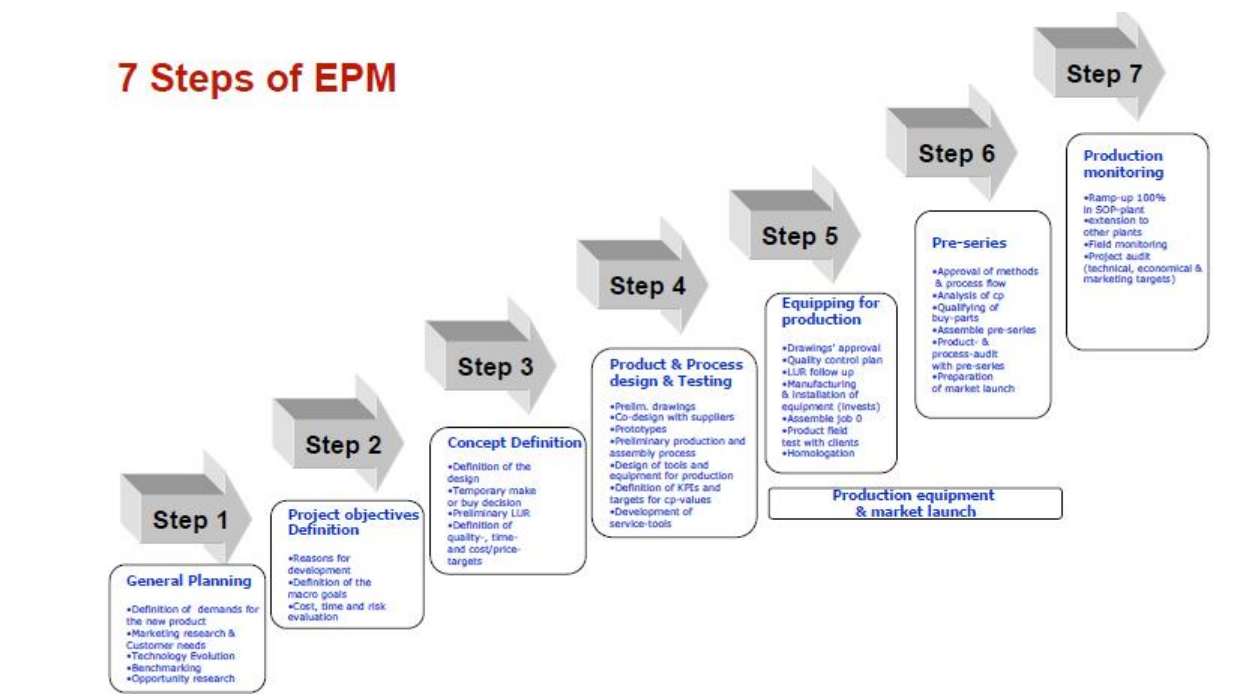 7 Steps of EPM
Step 1
General Planning
•Definition of demands for
the new product
•Marketing research &
Customer needs
•Technology Evolution
•Benchmarking
•Opportunity research
Step 2
Project objectives
Definition
•Reasons for
development
•Definition of the
macro goals
•Cost, time and risk
evaluation
Step 3
Concept Definition
•Definition of the
design
•Temporary make
or buy decision
•Preliminary LUR
•Definition of
quality-, time-
and cost/price-
targets
Step 4
Product & Process
design & Testing
•Prelim. drawings
•Co-design with suppliers
•Prototypes
•Preliminary production and
assembly process
•Design of tools and
equipment for production
•Definition of KPIs and
targets for cp-values
•Development of
service-tools
Step 5
Equipping for
production
•Drawings' approval
•Quality control plan
•LUR follow up
•Manufacturing
& installation of
equipment (invests)
•Assemble job 0
•Product field
test with clients
•Homologation
Step 6
Pre-series
•Approval of methods
& process flow
•Analysis of cp
•Qualifying of
buy-parts
•Assemble pre-series
•Product- &
process-audit
with pre-series
•Preparation
of market launch
Production equipment
& market launch
Step 7
Production
monitoring
•Ramp-up 100%
in SOP-plant
•extension to
other plants
•Field monitoring
•Project audit
(technical, economical &
marketing targets)